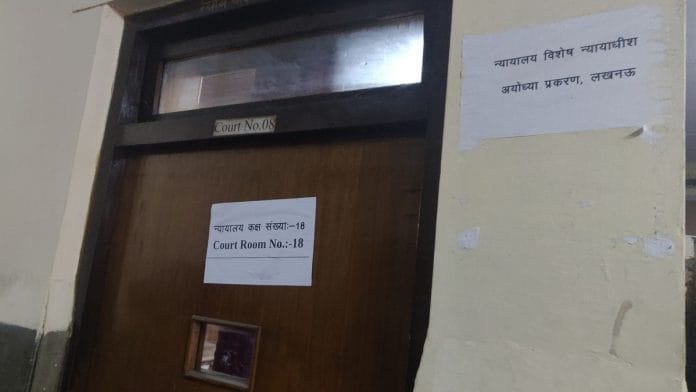 Court No.08
न्यायालय कक्ष संख्याः–18
Court Room No.:-18
न्यायालय विशेष न्यायाधीश
अयोध्या प्रकरण, लखनऊ